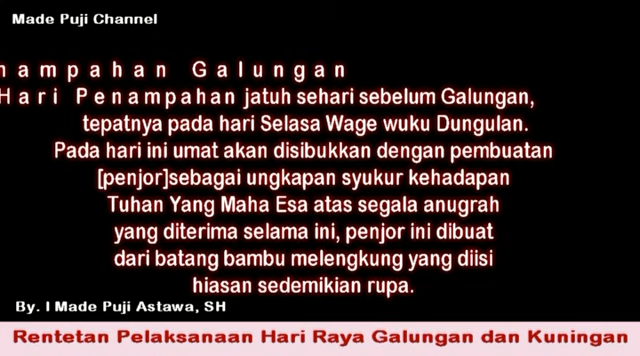 Made Puji Channel
nampahan Galungan
Hari Penampahan jatuh sehari sebelum Galungan,
tepatnya pada hari Selasa Wage wuku Dungulan.
Pada hari ini umat akan disibukkan dengan pembuatan
[penjor]sebagai ungkapan syukur kehadapan
Tuhan Yang Maha Esa atas segala anugrah
yang diterima selama ini, penjor ini dibuat
dari batang bambu melengkung yang diisi
hiasan sedemikian rupa.
By. I Made Puji Astawa, SH
Rentetan Pelaksanaan Hari Raya Galungan dan Kuningan